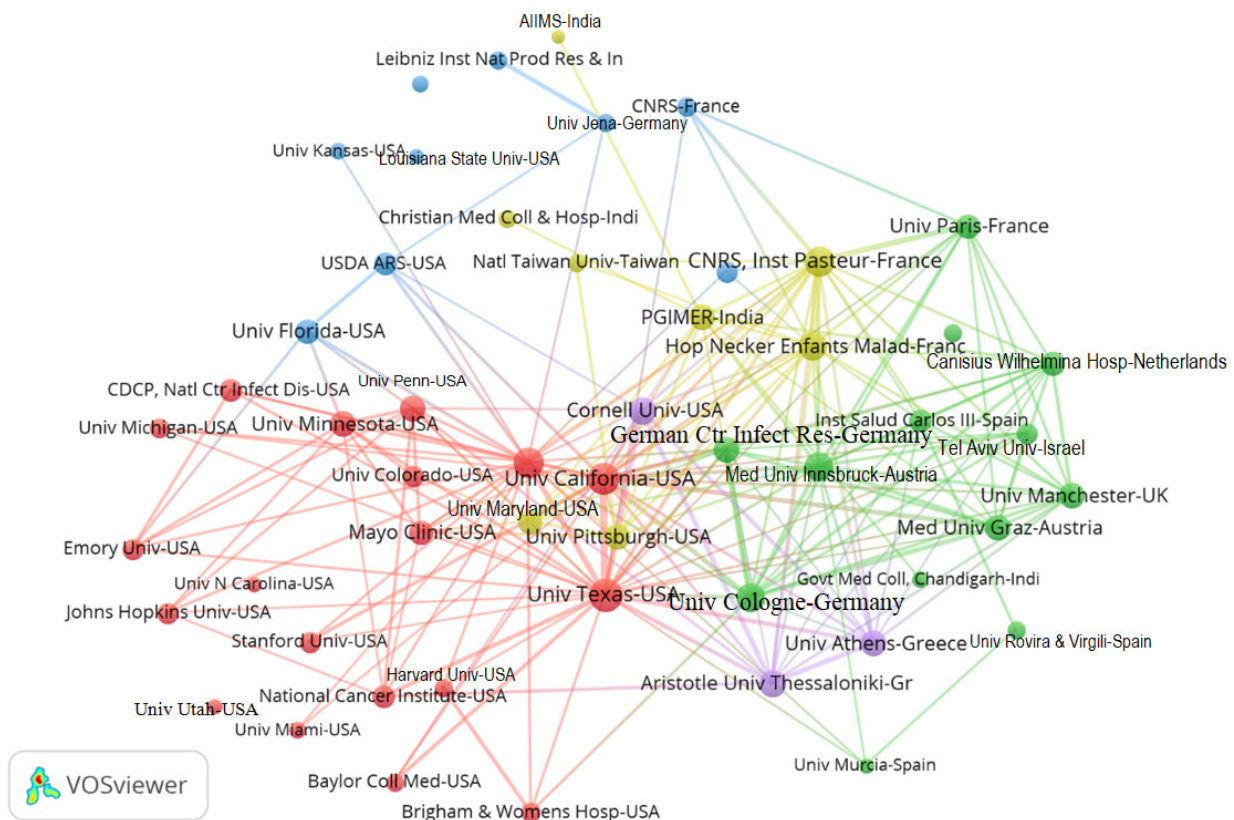 AIIMS-India
Leibniz Inst Nat Prod Res & In
CNRS-France
Univ Jena-Germany
Univ Kansas-USA
Louisiana State Univ-USA
Christian Med Coll & Hosp-Indi
Univ Paris-France
USDA ARS-USA
Natl Taiwan Univ-Taiwan
CNRS, Inst Pasteur-France
PGIMER-India
Univ Florida-USA
Hop Necker Enfants Malad-Franc
Canisius Wilhelmina Hosp-Netherlands
CDCP, Natl Ctr Infect Dis-USA
Univ Penn-USA
Cornell Univ-USA
Univ Michigan-USA
Univ Minnesota-USA
Inst Salud Carlos III-Spain
German Ctr Infect Res-Germany
Tel Aviv Univ-Israel
Univ Colorado-USA
Univ California-USA
Med Univ Innsbruck-Austria
Univ Manchester-UK
Univ Maryland-USA
Mayo Clinic-USA
Univ Pittsburgh-USA
Med Univ Graz-Austria
Emory Univ-USA
Univ N Carolina-USA
Govt Med Coll, Chandigarh-Indi
Univ Texas-USA
Univ Cologne-Germany
Johns Hopkins Univ-USA
Stanford Univ-USA
Univ Athens-Greece
Univ Rovira & Virgili-Spain
Harvard Univ-USA
Aristotle Univ Thessaloniki-Gr
National Cancer Institute-USA
Univ Utah-USA
Univ Miami-USA
Univ Murcia-Spain
Baylor Coll Med-USA
Brigham & Womens Hosp-USA
VOSviewer